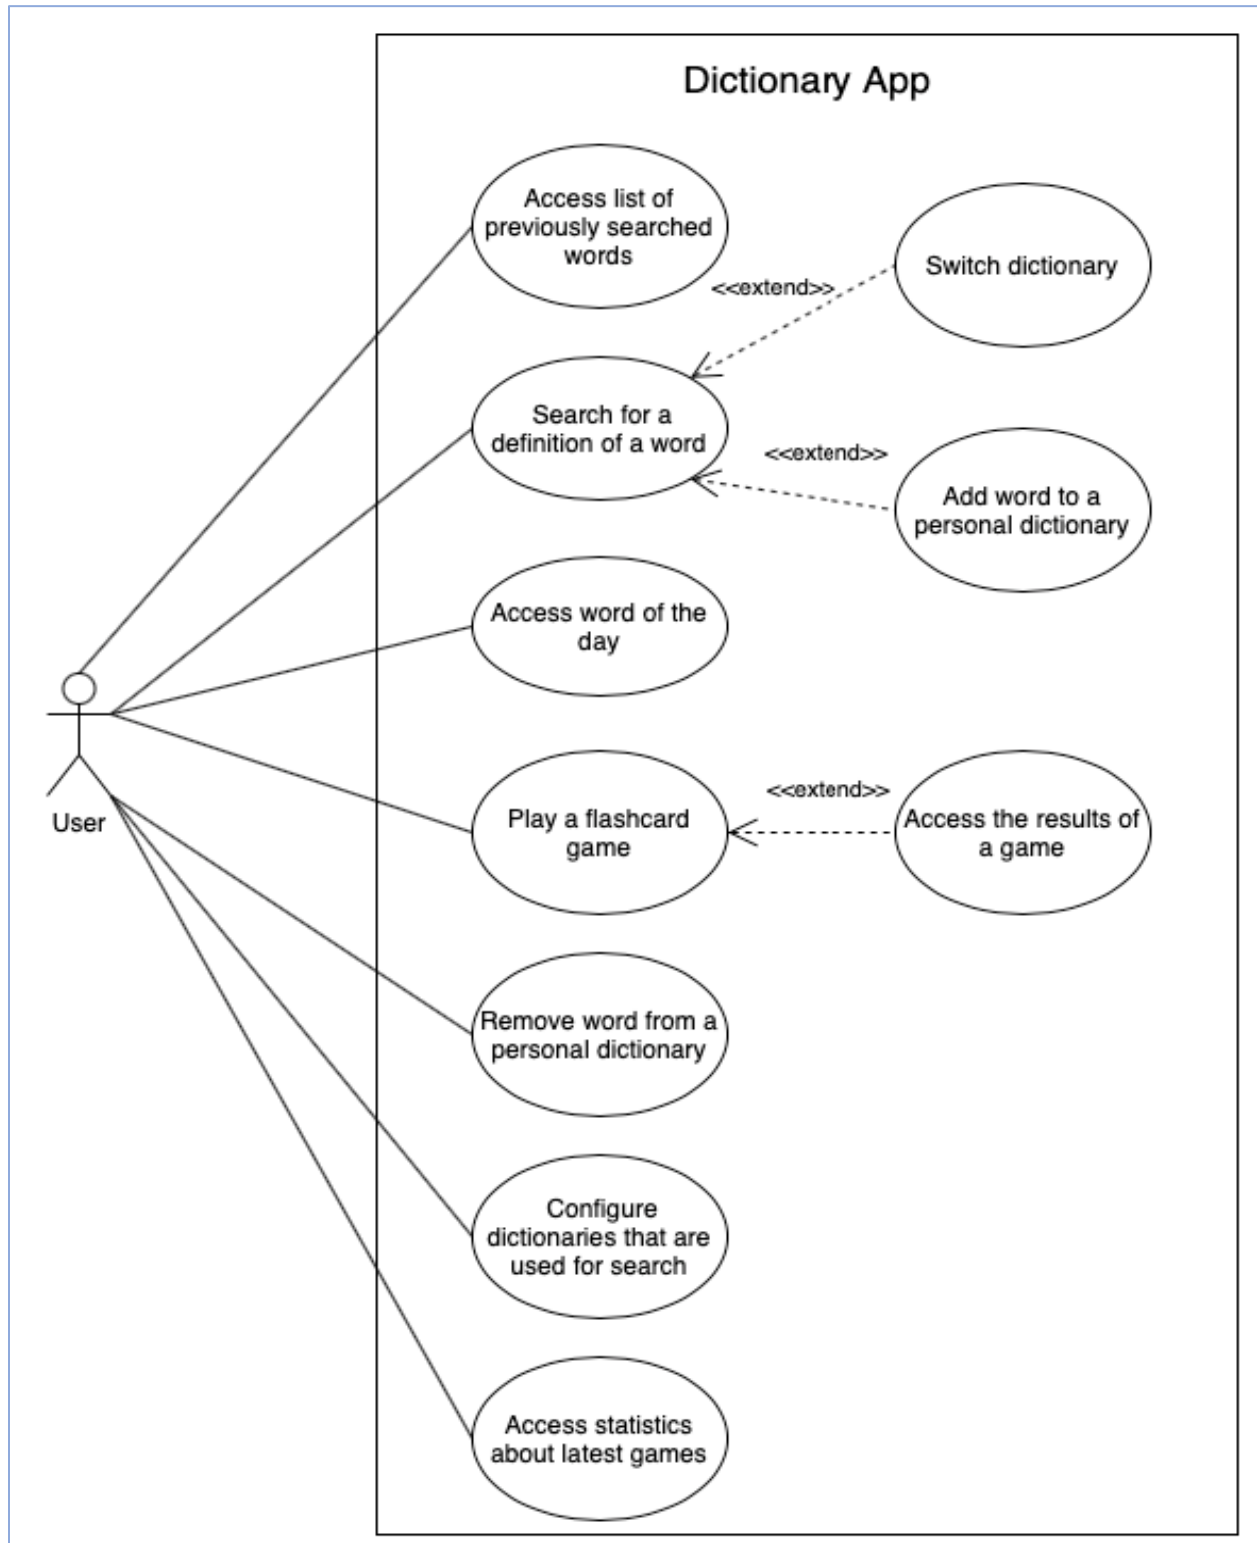 Dictionary App
Access list of
previously searched
words
<<extend>>
Switch dictionary
Search for a
definition of a word
<<extend>>
Add word to a
personal dictionary
Access word of the
day
User
Play a flashcard
game
<<extend>>
Access the results of
a game
Remove word from a
personal dictionary
Configure
dictionaries that are
used for search
Access statistics
about latest games